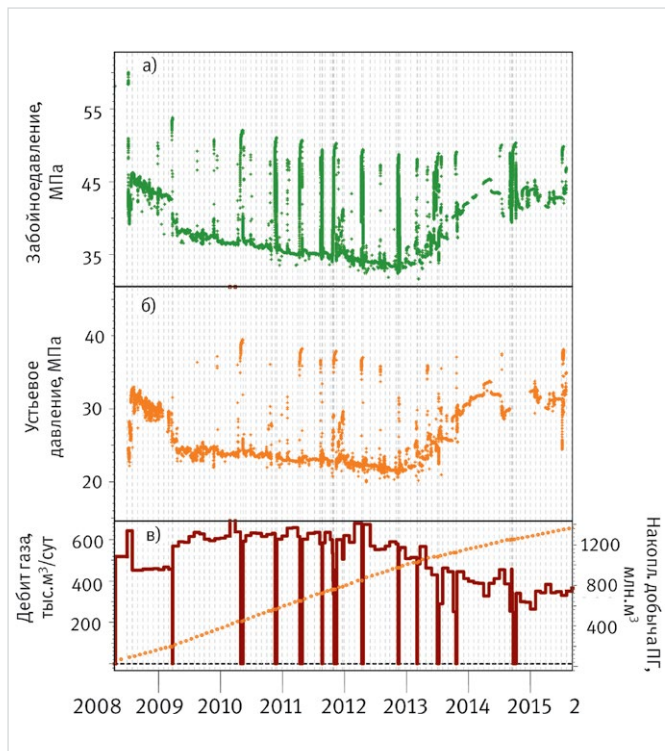 а)
55
45
35
Забойноедавление,
МПа
б)
40
30
20
Устьевое
давление, МПа
в)
600
400
200
Дебит газа,
тыс.м³/сут
1200
800
400
Накопл. добыча ПГ,
млн.м³
2008 2009 2010 2011 2012 2013 2014 2015 2